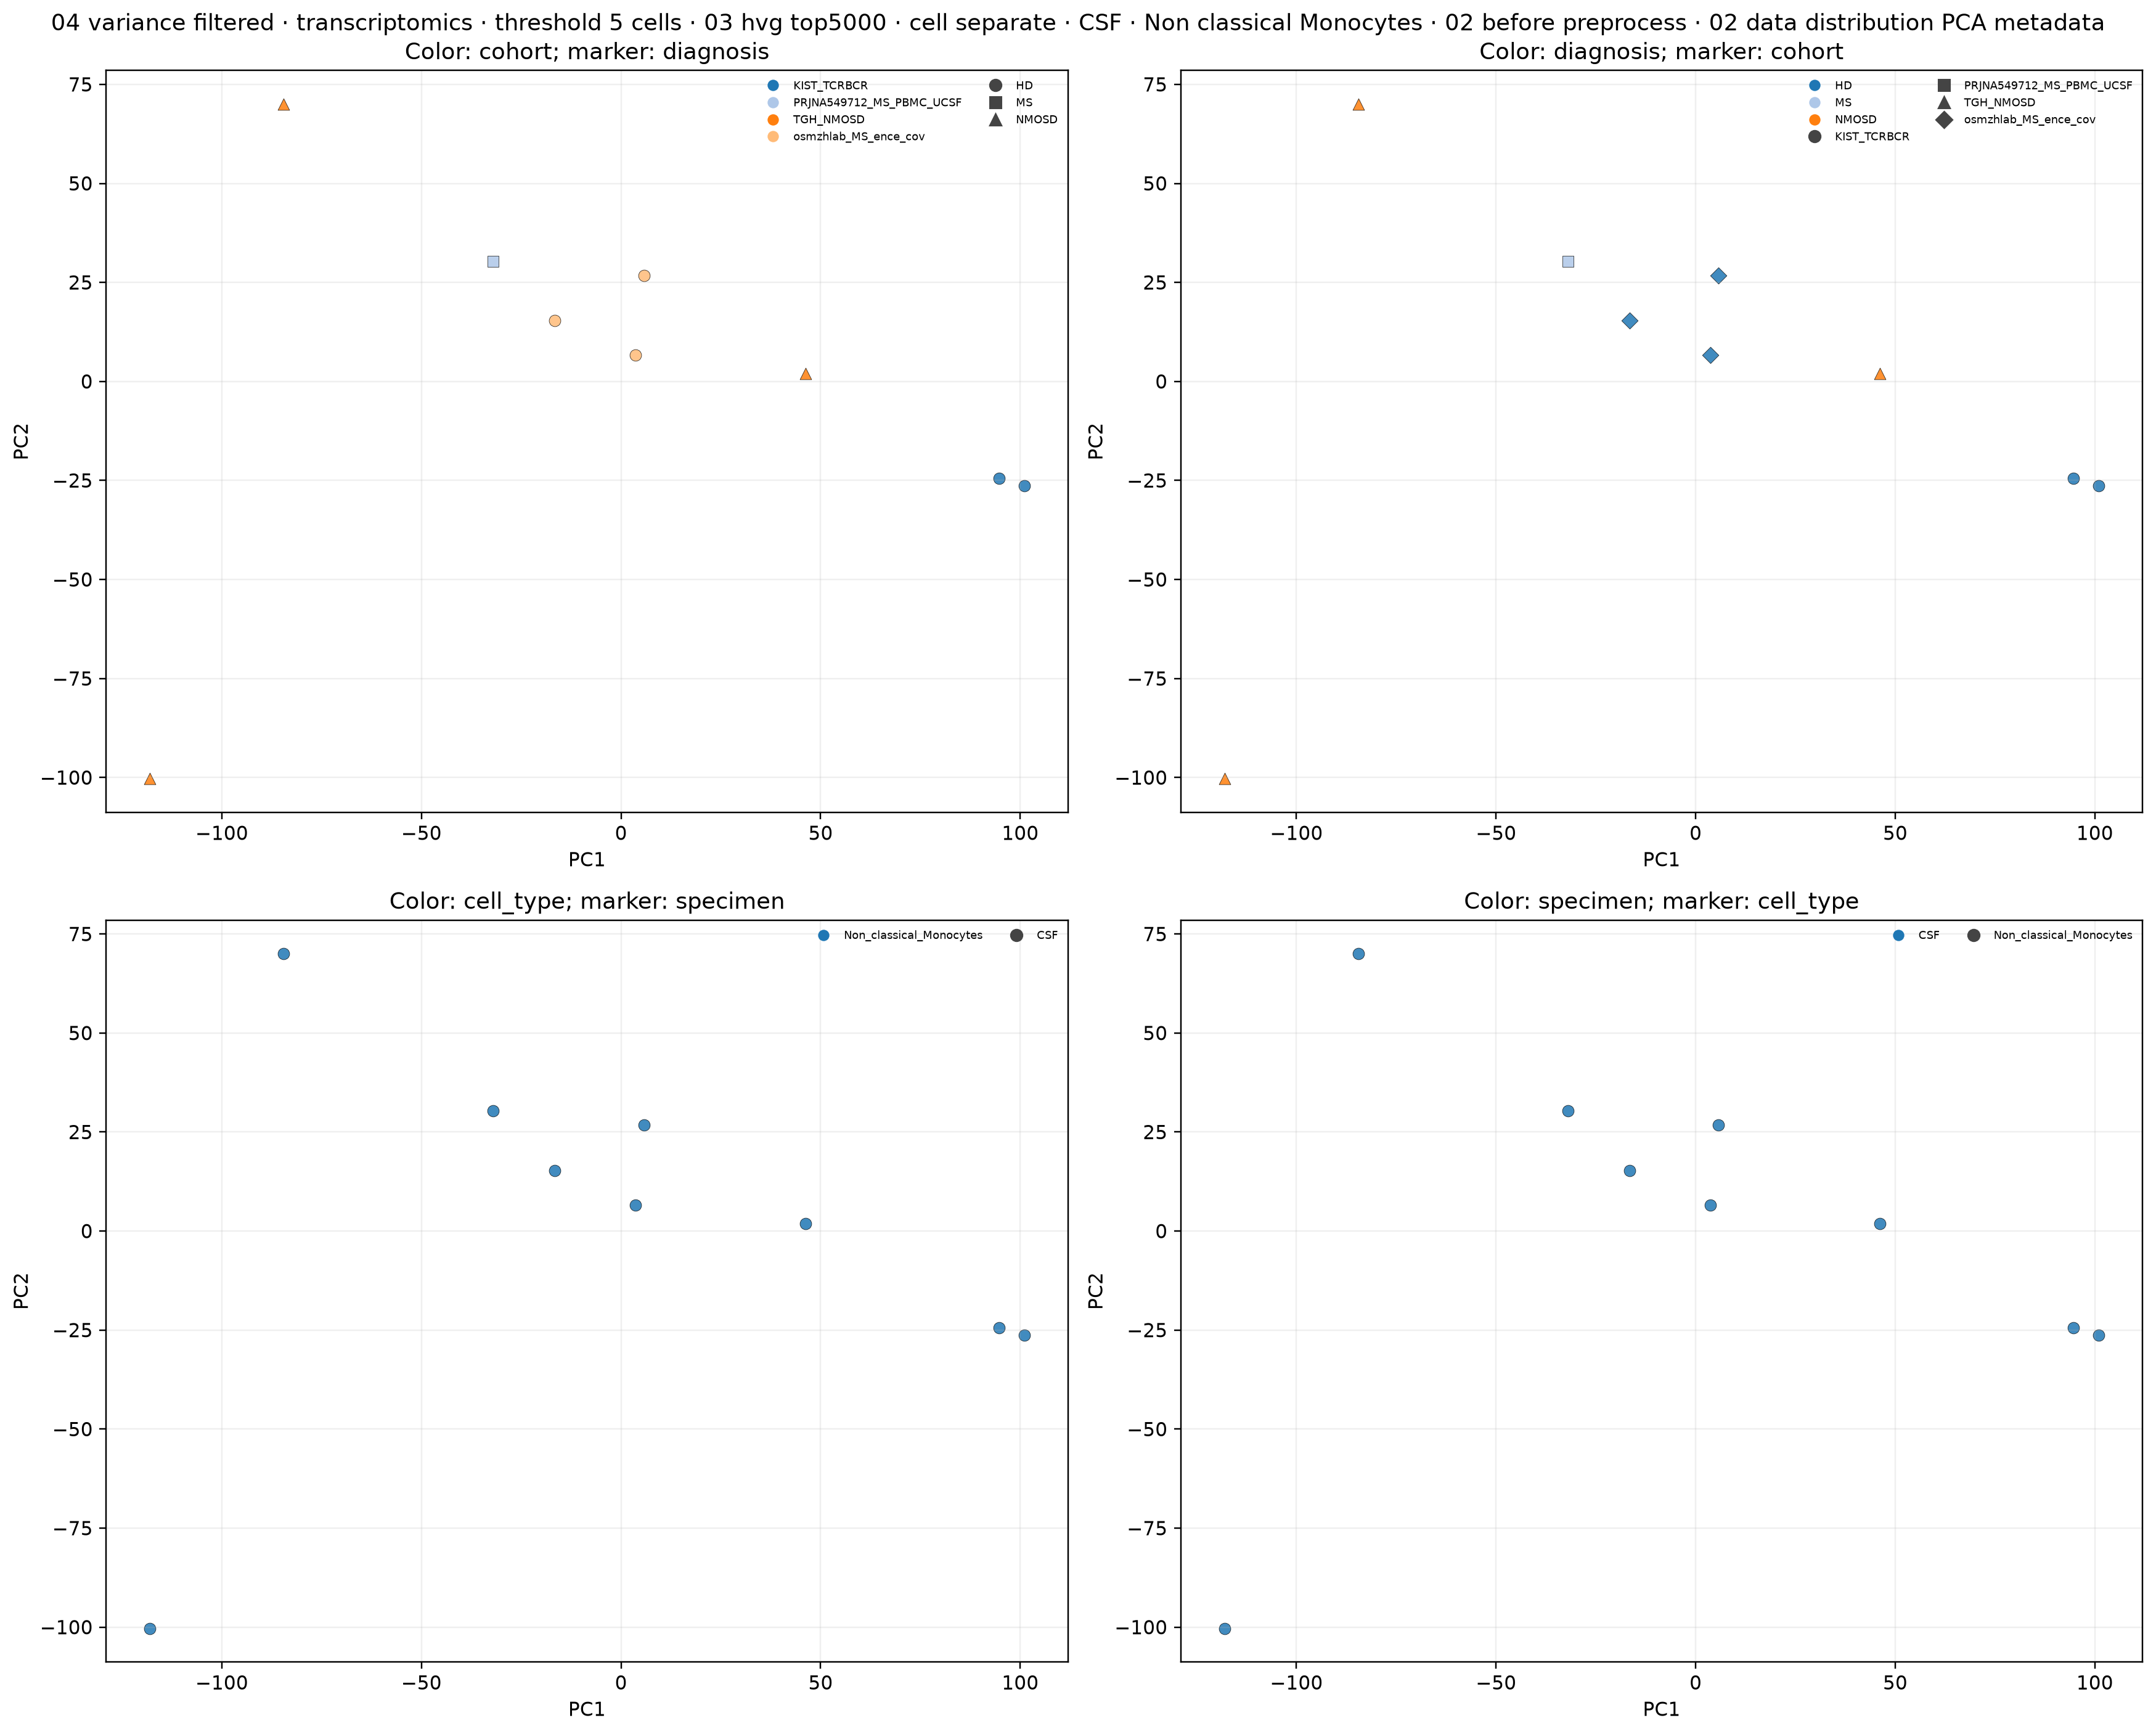 04 variance filtered · transcriptomics · threshold 5 cells · 03 hvg top5000 · cell separate · CSF · Non classical Monocytes · 02 before preprocess · 02 data distribution PCA metadata
Color: cohort; marker: diagnosis
KIST_TCRBCR
PRJNA549712_MS_PBMC_UCSF
TGH_NMOSD
osmzhlab_MS_ence_cov
HD
MS
NMOSD
75
50
25
0
−25
−50
−75
−100
PC2
−100
−50
0
50
100
PC1
Color: diagnosis; marker: cohort
HD
MS
NMOSD
KIST_TCRBCR
PRJNA549712_MS_PBMC_UCSF
TGH_NMOSD
osmzhlab_MS_ence_cov
75
50
25
0
−25
−50
−75
−100
PC2
−100
−50
0
50
100
PC1
Color: cell_type; marker: specimen
Non_classical_Monocytes
CSF
75
50
25
0
−25
−50
−75
−100
PC2
−100
−50
0
50
100
PC1
Color: specimen; marker: cell_type
CSF
Non_classical_Monocytes
75
50
25
0
−25
−50
−75
−100
PC2
−100
−50
0
50
100
PC1